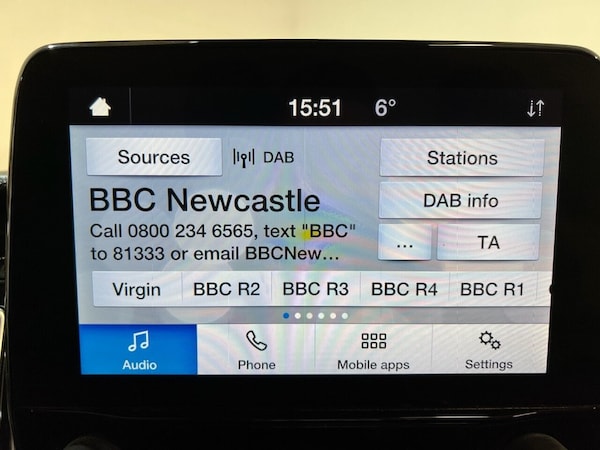 15:51 6°
Sources DAB Stations
BBC Newcastle
DAB info
Call 0800 234 6565, text "BBC"
to 81333 or email BBCNew...
... TA
Virgin BBC R2 BBC R3 BBC R4 BBC R1
Audio Phone Mobile apps Settings